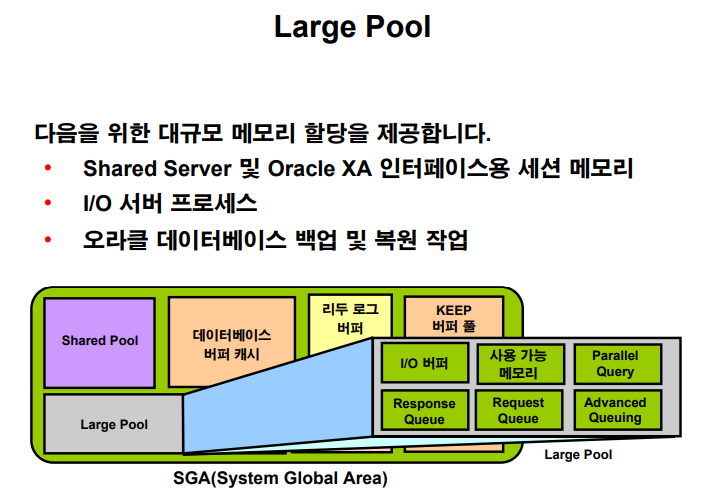 Large Pool
다음을 위한 대규모 메모리 할당을 제공합니다.
• Shared Server 및 Oracle XA 인터페이스용 세션 메모리
• I/O 서버 프로세스
• 오라클 데이터베이스 백업 및 복원 작업
Shared Pool
데이터베이스
버퍼 캐시
리두 로그
버퍼
KEEP
버퍼 풀
Large Pool
I/O 버퍼
사용 가능
메모리
Parallel
Query
Response
Queue
Request
Queue
Advanced
Queuing
Large Pool
SGA(System Global Area)